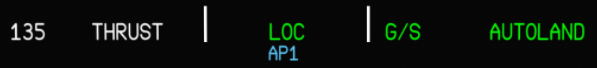 135 THRUST LOC G/S AUTOLAND
AP1